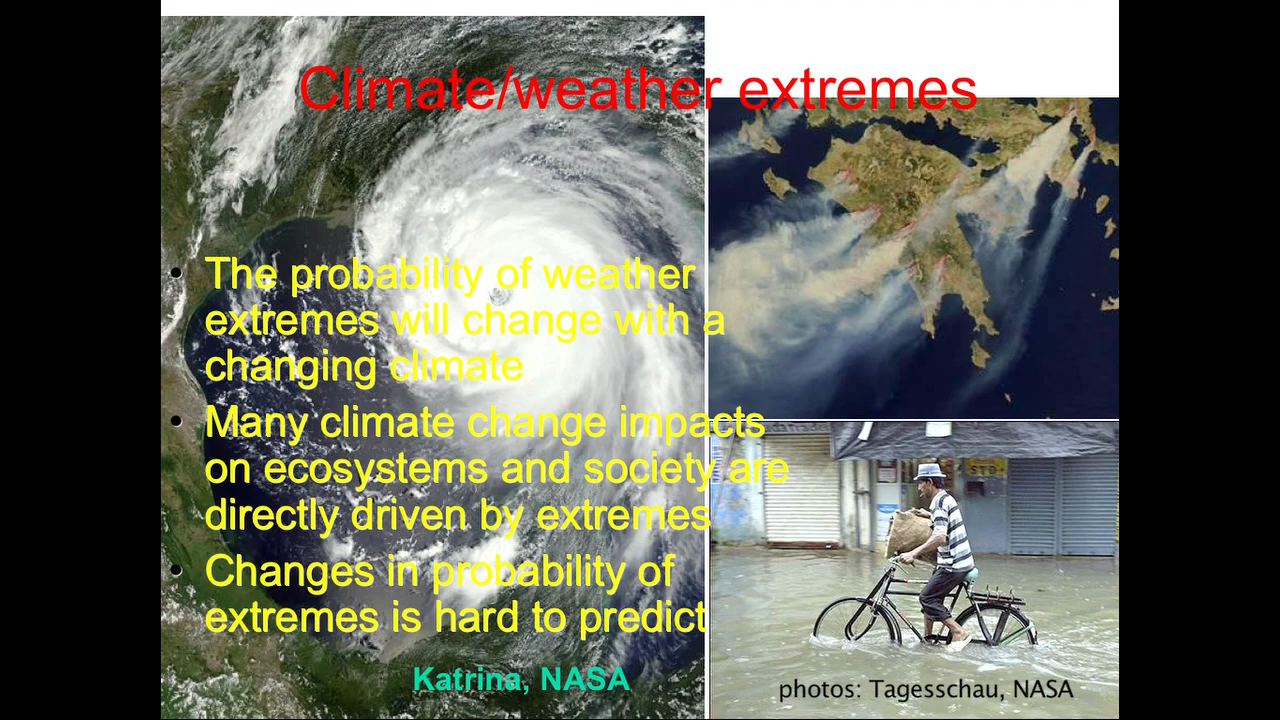 Climate/weather extremes
• The probability of weather
extremes will change with a
changing climate
• Many climate change impacts
on ecosystems and society are
directly driven by extremes
• Changes in probability of
extremes is hard to predict
Katrina, NASA
STD
photos: Tagesschau, NASA